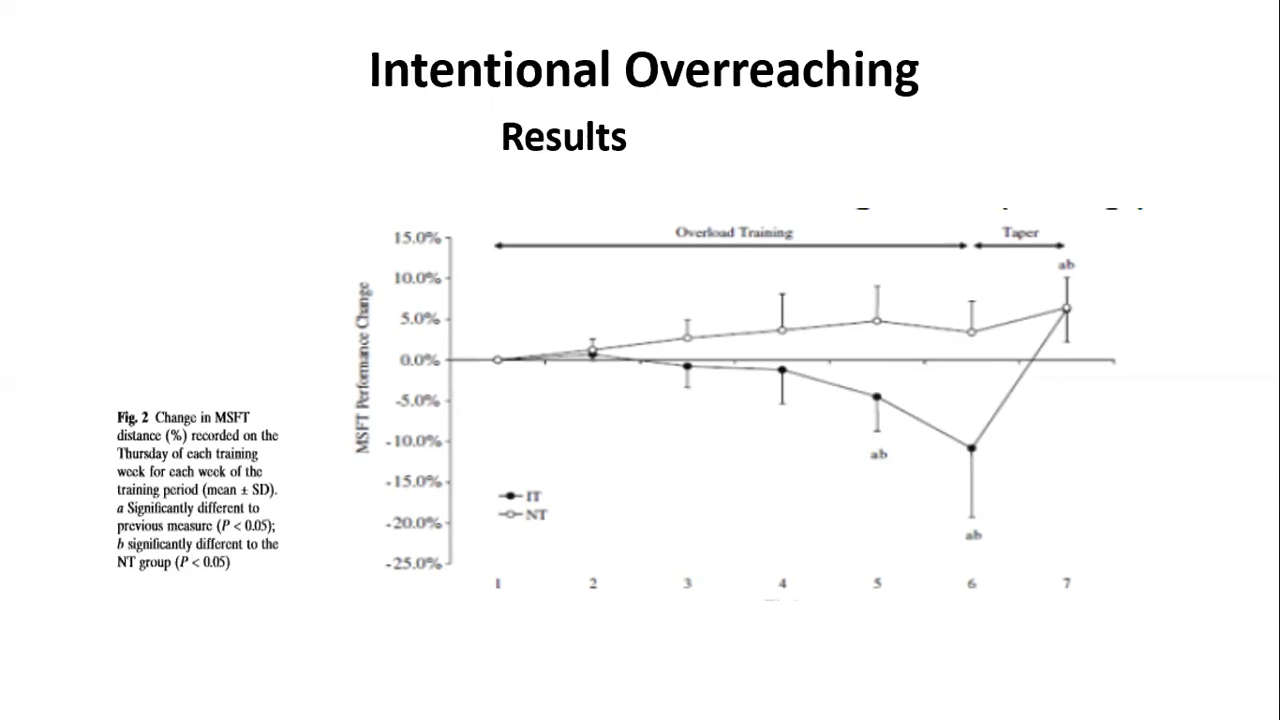 Intentional Overreaching
Results
Overload Training
Taper
15.0%
10.0%
5.0%
0.0%
-5.0%
-10.0%
-15.0%
-20.0%
-25.0%
MSFT Performance Change
ab
ab
ab
IT
NT
1 2 3 4 5 6 7
Fig. 2 Change in MSFT
distance (%) recorded on the
Thursday of each training
week for each week of the
training period (mean ± SD).
a Significantly different to
previous measure (P < 0.05);
b significantly different to the
NT group (P < 0.05)